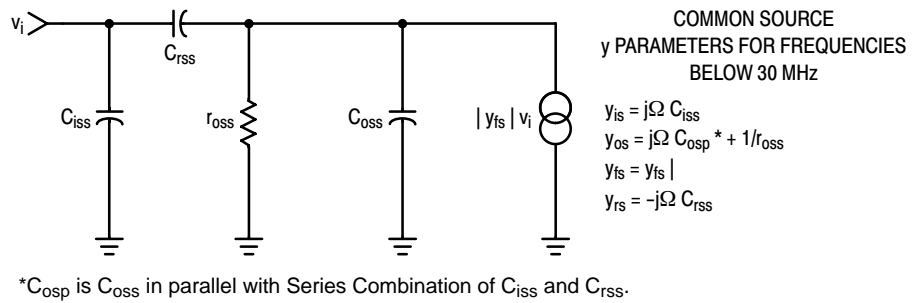 vi
Crss
Ciss
ross
Coss
| yfs | vi
COMMON SOURCE
y PARAMETERS FOR FREQUENCIES
BELOW 30 MHz
yis = jΩ Ciss
yos = jΩ Cosp * + 1/ross
yfs = yfs |
yrs = –jΩ Crss
*Cosp is Coss in parallel with Series Combination of Ciss and Crss.